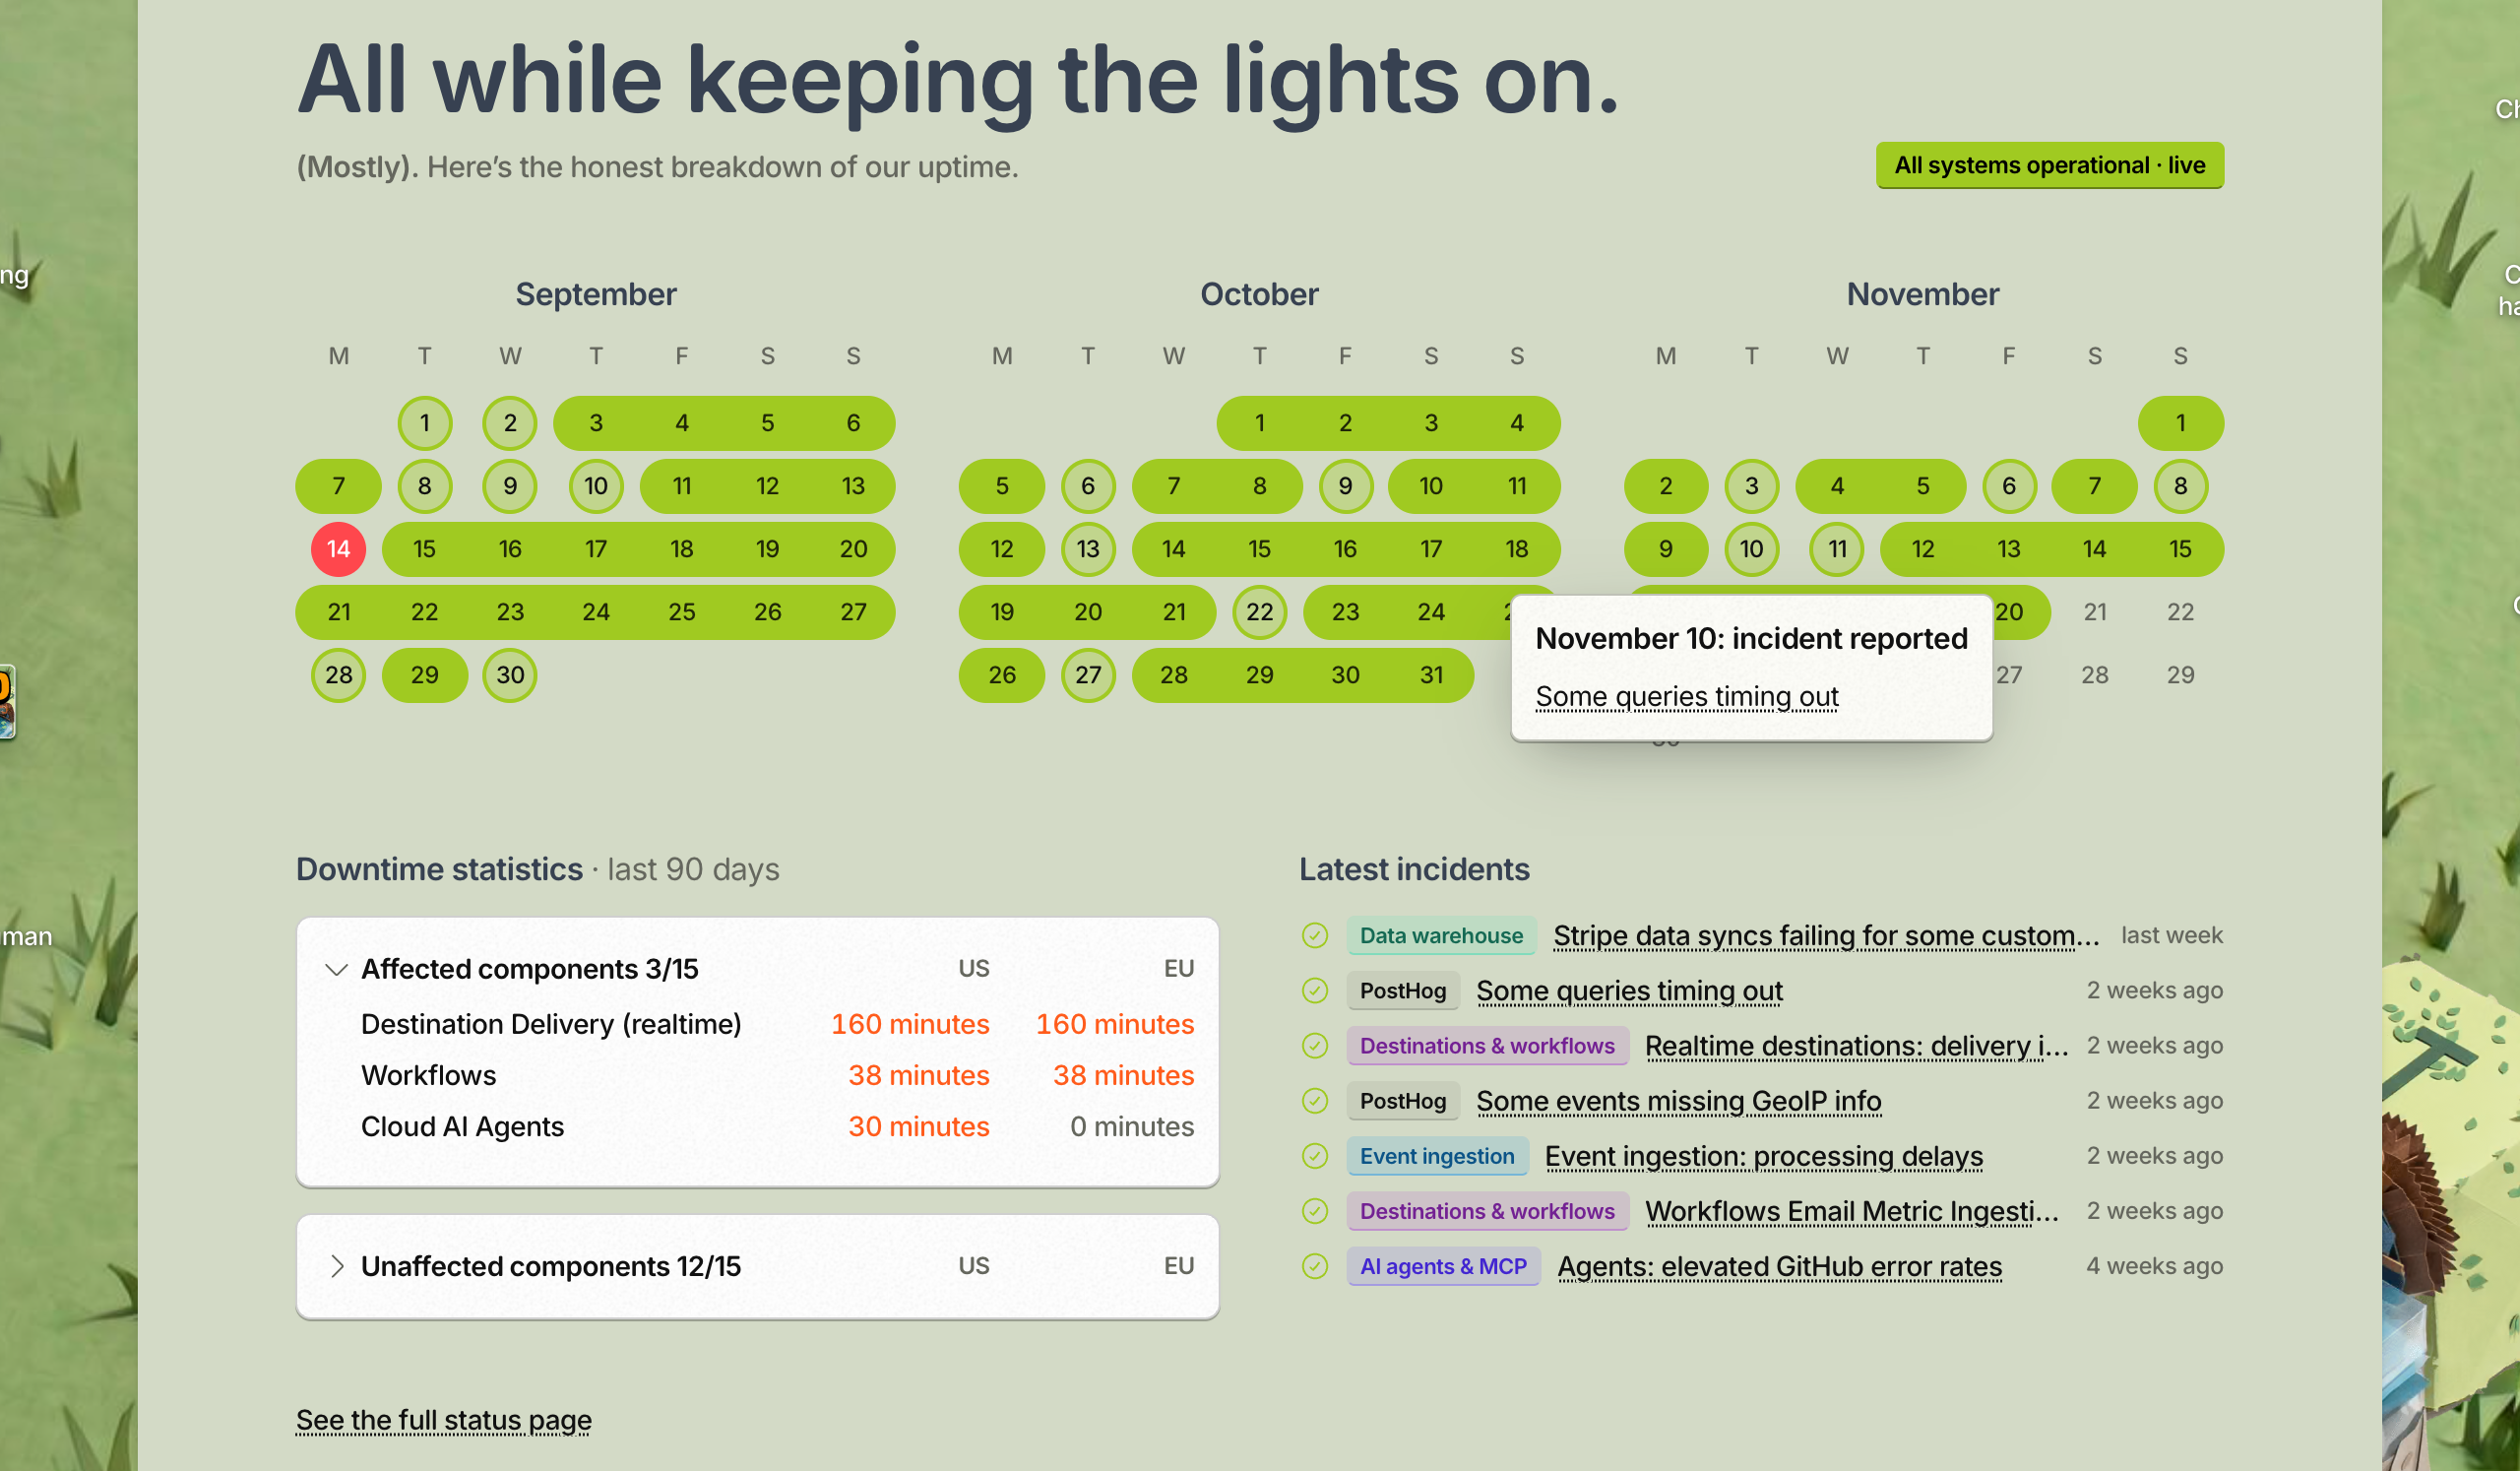 All while keeping the lights on.
(Mostly). Here's the honest breakdown of our uptime.
All systems operational · live
September
M T W T F S S
1 2 3 4 5 6
7 8 9 10 11 12 13
14 15 16 17 18 19 20
21 22 23 24 25 26 27
28 29 30
October
M T W T F S S
1 2 3 4
5 6 7 8 9 10 11
12 13 14 15 16 17 18
19 20 21 22 23 24
26 27 28 29 30 31
November
M T W T F S S
1
2 3 4 5 6 7 8
9 10 11 12 13 14 15
20 21 22
27 28 29
November 10: incident reported
Some queries timing out
Downtime statistics · last 90 days
Affected components 3/15 US EU
Destination Delivery (realtime) 160 minutes 160 minutes
Workflows 38 minutes 38 minutes
Cloud AI Agents 30 minutes 0 minutes
Unaffected components 12/15 US EU
Latest incidents
Data warehouse Stripe data syncs failing for some custom... last week
PostHog Some queries timing out 2 weeks ago
Destinations & workflows Realtime destinations: delivery i... 2 weeks ago
PostHog Some events missing GeoIP info 2 weeks ago
Event ingestion Event ingestion: processing delays 2 weeks ago
Destinations & workflows Workflows Email Metric Ingesti... 2 weeks ago
AI agents & MCP Agents: elevated GitHub error rates 4 weeks ago
See the full status page